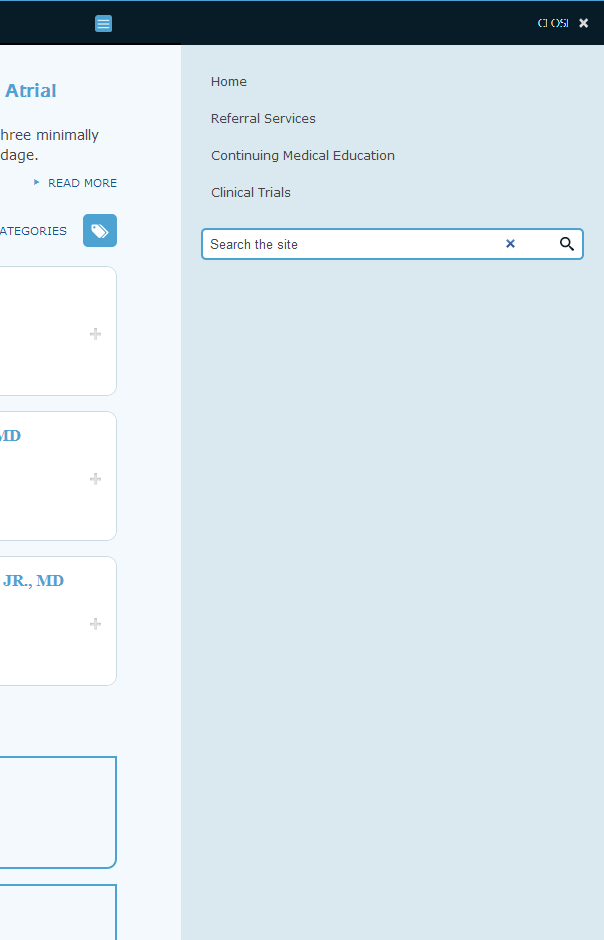 CLOSE
Atrial
hree minimally
dage.
READ MORE
ATEGORIES
MD
JR., MD
Home
Referral Services
Continuing Medical Education
Clinical Trials
Search the site